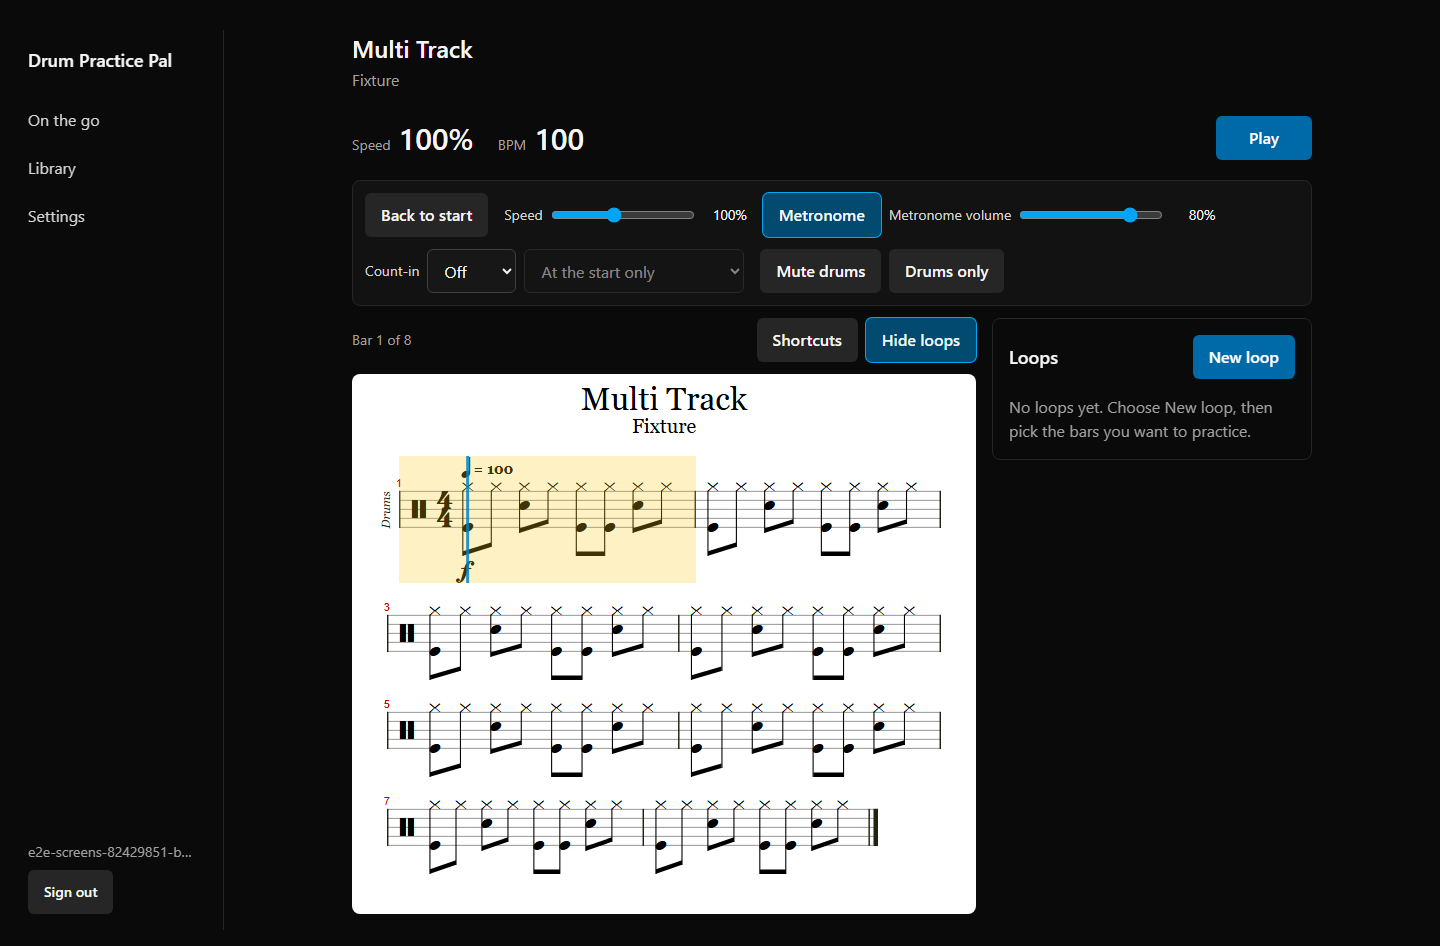 Drum Practice Pal
On the go
Library
Settings
e2e-screens-82429851-b...
Sign out
Multi Track
Fixture
Speed 100% BPM 100
Play
Back to start Speed 100% Metronome Metronome volume 80%
Count-in Off At the start only Mute drums Drums only
Bar 1 of 8
Shortcuts Hide loops
Multi Track
Fixture
= 100
1
Drums
4
4
f
3
5
7
Loops
New loop
No loops yet. Choose New loop, then
pick the bars you want to practice.